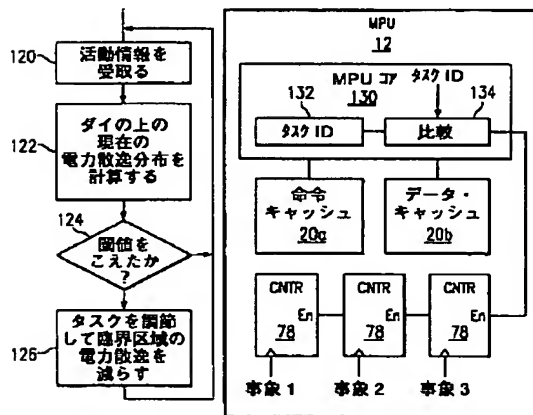 120
活動情報を
受取る
122
ダイの上の
現在の
電力散逸分布を
計算する
124
閾値を
こえたか
?
126
タスクを調節
して臨界区域の
電力散逸を
減らす
MPU
12
MPU コア
130
タスク ID
132
134
タスク ID
比較
命令
キャッシュ
20a
データ・
キャッシュ
20b
CNTR
En
78
CNTR
En
78
CNTR
En
78
事象 1
事象 2
事象 3